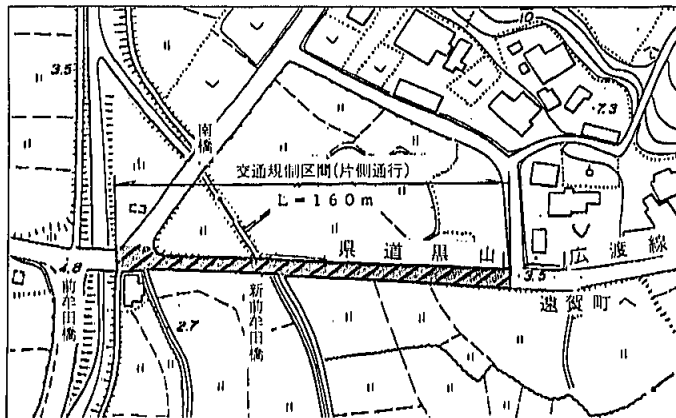 10
3.5
7.3
南橋
交通規制区間(片側通行)
L=160m
県道黒山広渡線
4.8
3.5
遠賀町へ
前牟田橋
新前牟田橋
2.7